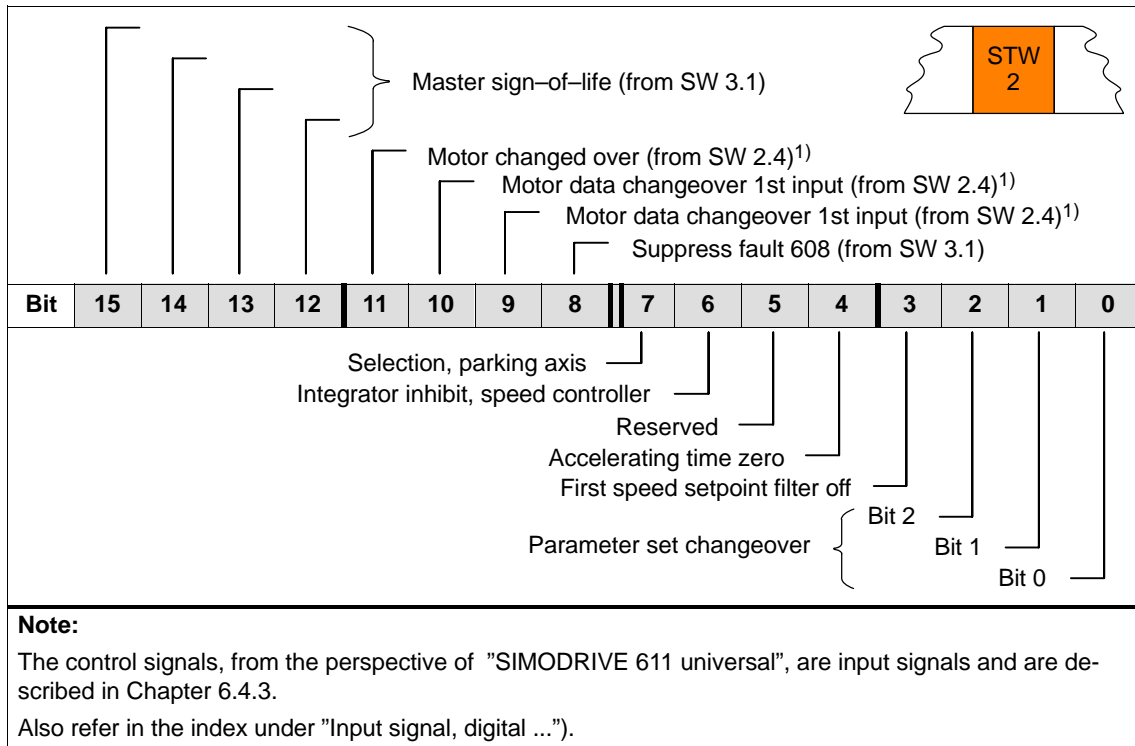 STW
2
Master sign–of–life (from SW 3.1)
Motor changed over (from SW 2.4)1)
Motor data changeover 1st input (from SW 2.4)1)
Motor data changeover 1st input (from SW 2.4)1)
Suppress fault 608 (from SW 3.1)
Bit 15 14 13 12 11 10 9 8 7 6 5 4 3 2 1 0
Selection, parking axis
Integrator inhibit, speed controller
Reserved
Accelerating time zero
First speed setpoint filter off
Bit 2
Parameter set changeover
Bit 1
Bit 0
Note:
The control signals, from the perspective of ”SIMODRIVE 611 universal”, are input signals and are de-
scribed in Chapter 6.4.3.
Also refer in the index under ”Input signal, digital ...”).